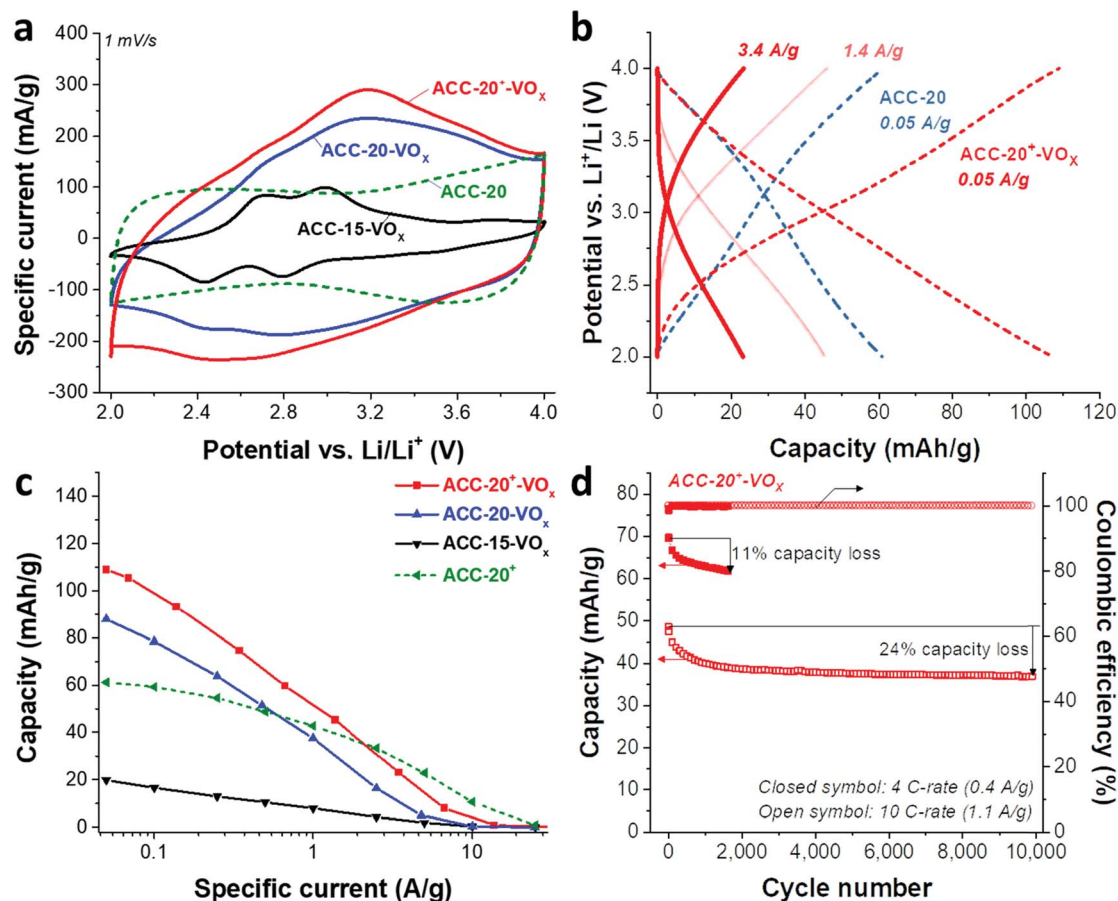 a
1 mV/s
400
300
200
100
0
-100
-200
-300
Specific current (mA/g)
ACC-20⁺-VOₓ
ACC-20-VOₓ
ACC-20
ACC-15-VOₓ
2.0 2.4 2.8 3.2 3.6 4.0
Potential vs. Li/Li⁺ (V)
b
3.4 A/g
1.4 A/g
4.0
3.5
3.0
2.5
2.0
Potential vs. Li⁺/Li (V)
ACC-20
0.05 A/g
ACC-20⁺-VOₓ
0.05 A/g
0 20 40 60 80 100 120
Capacity (mAh/g)
c
140
120
100
80
60
40
20
0
Capacity (mAh/g)
ACC-20⁺-VOₓ
ACC-20-VOₓ
ACC-15-VOₓ
ACC-20⁺
0.1 1 10
Specific current (A/g)
d
ACC-20⁺-VOₓ
80
75
70
65
60
55
50
45
40
35
0
Capacity (mAh/g)
11% capacity loss
24% capacity loss
Closed symbol: 4 C-rate (0.4 A/g)
Open symbol: 10 C-rate (1.1 A/g)
100
80
60
40
20
0
Coulombic efficiency (%)
0 2,000 4,000 6,000 8,000 10,000
Cycle number